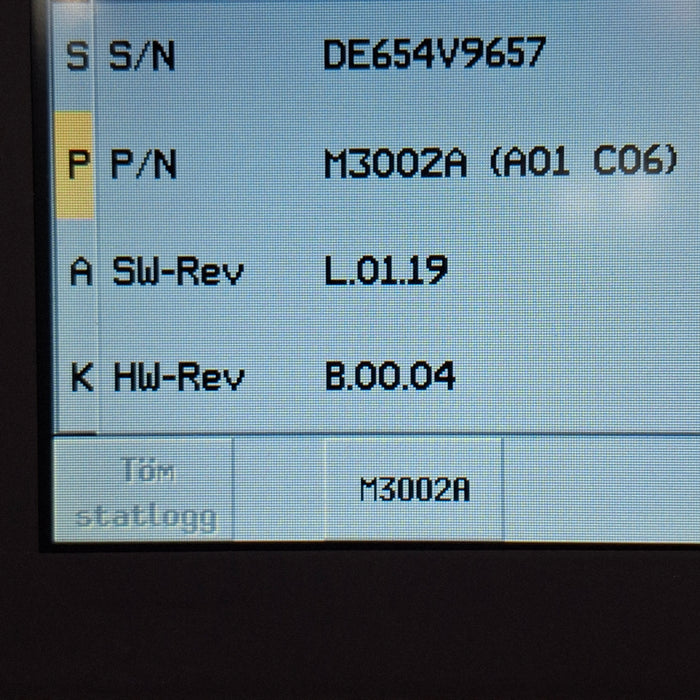 S S/N DE654V9657
P P/N M3002A (A01 C06)
A SW-Rev L.01.19
K HW-Rev B.00.04
Töm
statlogg
M3002A